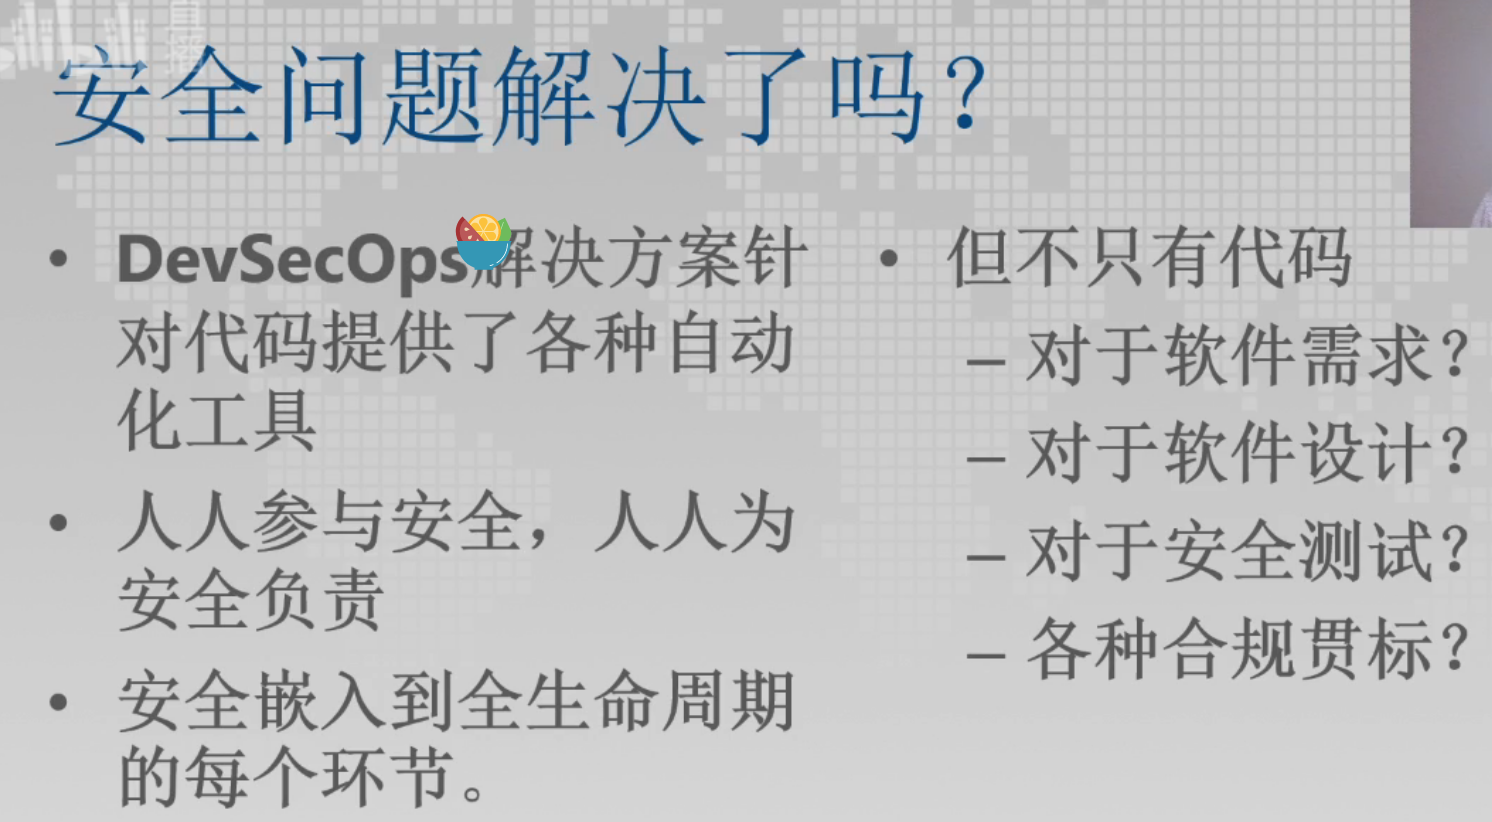 bilibili 直播
安全问题解决了吗？
• DevSecOps解决方案针
对代码提供了各种自动
化工具
• 人人参与安全，人人为
安全负责
• 安全嵌入到全生命周期
的每个环节。
• 但不只有代码
– 对于软件需求？
– 对于软件设计？
– 对于安全测试？
– 各种合规贯标？